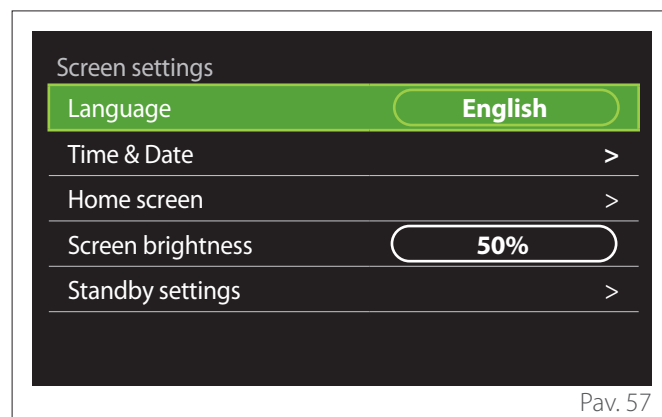 Screen settings
Language English
Time & Date >
Home screen >
Screen brightness 50%
Standby settings >
Pav. 57